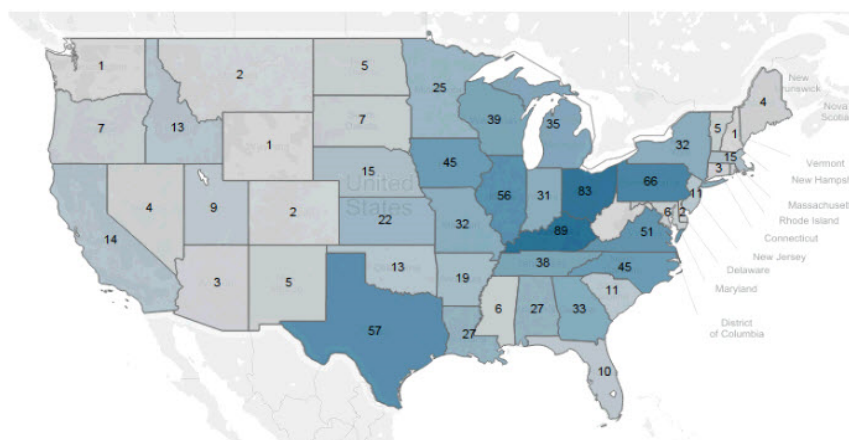 1
2
5
25
New
Brunswick
4
Nova
Scotia
7
13
1
7
39
35
32
5
1
15
3
Vermont
New Hampsl
Massachusett
Rhode Island
Connecticut
New Jersey
Delaware
Maryland
District
of Columbia
4
9
2
15
United
States
45
56
31
83
66
11
6
2
14
22
32
89
51
3
5
13
19
38
45
11
57
27
6
27
33
10